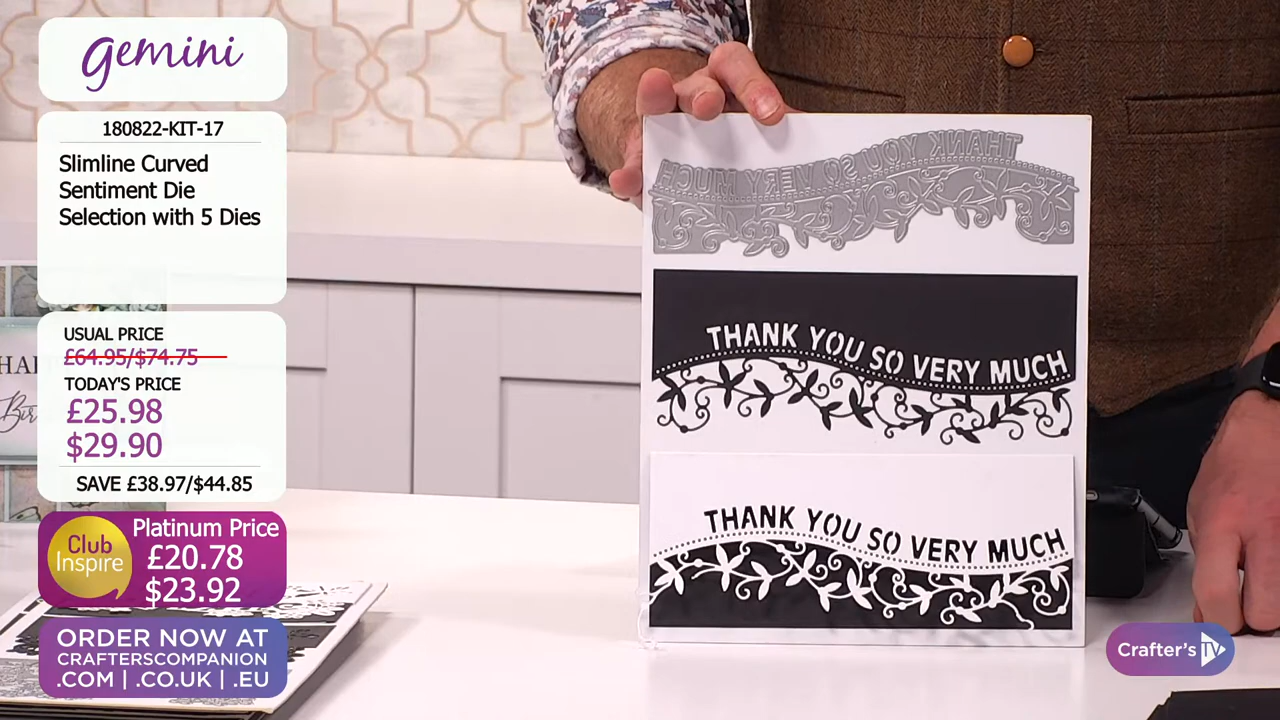 gemini
180822-KIT-17
Slimline Curved
Sentiment Die
Selection with 5 Dies
USUAL PRICE
£64.95/$74.75
TODAY'S PRICE
£25.98
$29.90
SAVE £38.97/$44.85
Club
Inspire
Platinum Price
£20.78
$23.92
ORDER NOW AT
CRAFTERSCOMPANION
.COM | .CO.UK | .EU
THANK YOU SO VERY MUCH
THANK YOU SO VERY MUCH
THANK YOU SO VERY MUCH
Crafter's TV